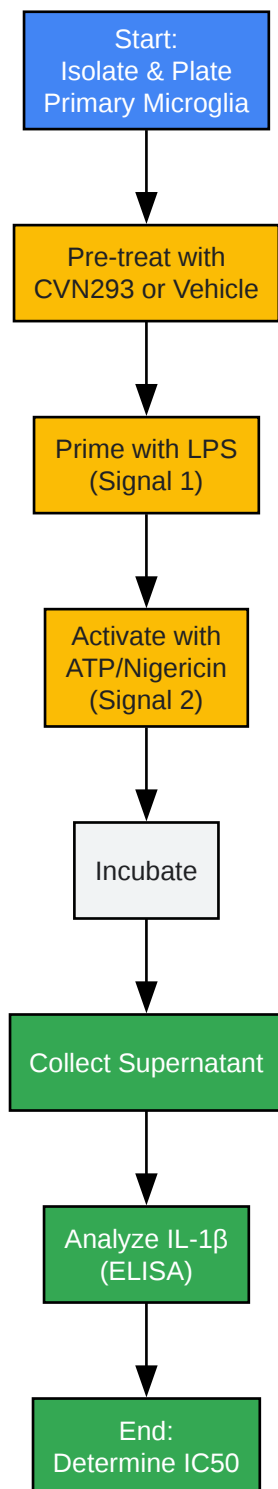 Start:
Isolate & Plate
Primary Microglia
Pre-treat with
CVN293 or Vehicle
Prime with LPS
(Signal 1)
Activate with
ATP/Nigericin
(Signal 2)
Incubate
Collect Supernatant
Analyze IL-1β
(ELISA)
End:
Determine IC50